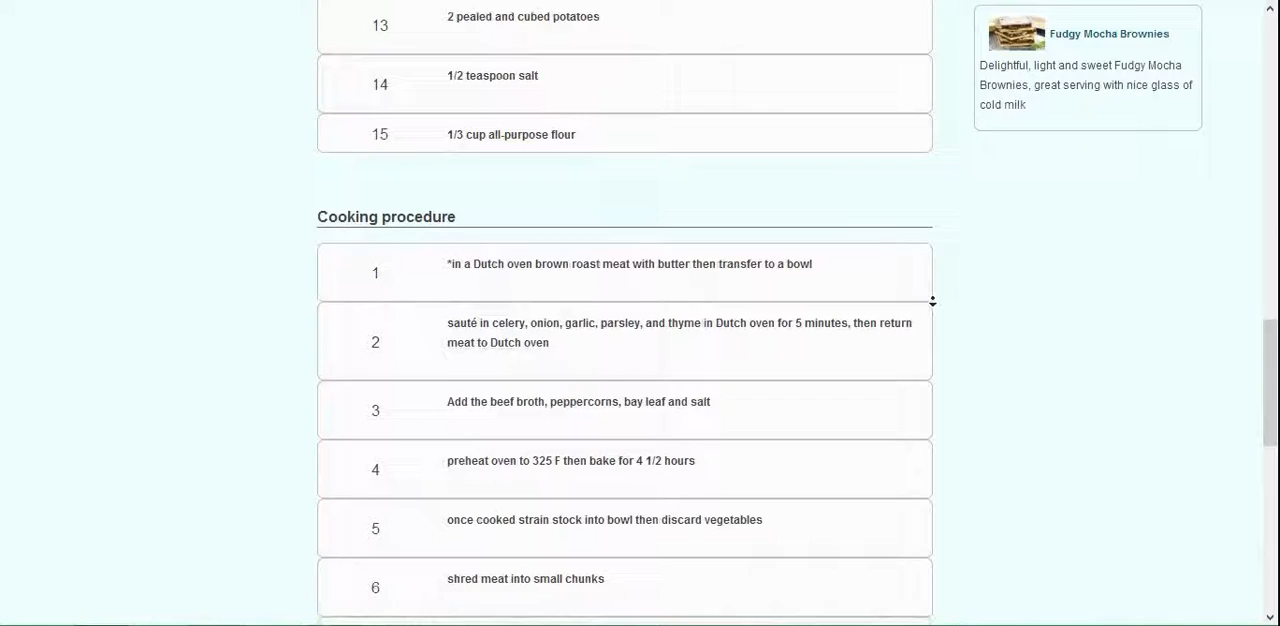 13
2 pealed and cubed potatoes
14
1/2 teaspoon salt
15
1/3 cup all-purpose flour
Cooking procedure
1
*in a Dutch oven brown roast meat with butter then transfer to a bowl
2
sauté in celery, onion, garlic, parsley, and thyme in Dutch oven for 5 minutes, then return
meat to Dutch oven
3
Add the beef broth, peppercorns, bay leaf and salt
4
preheat oven to 325 F then bake for 4 1/2 hours
5
once cooked strain stock into bowl then discard vegetables
6
shred meat into small chunks
Fudgy Mocha Brownies
Delightful, light and sweet Fudgy Mocha
Brownies, great serving with nice glass of
cold milk